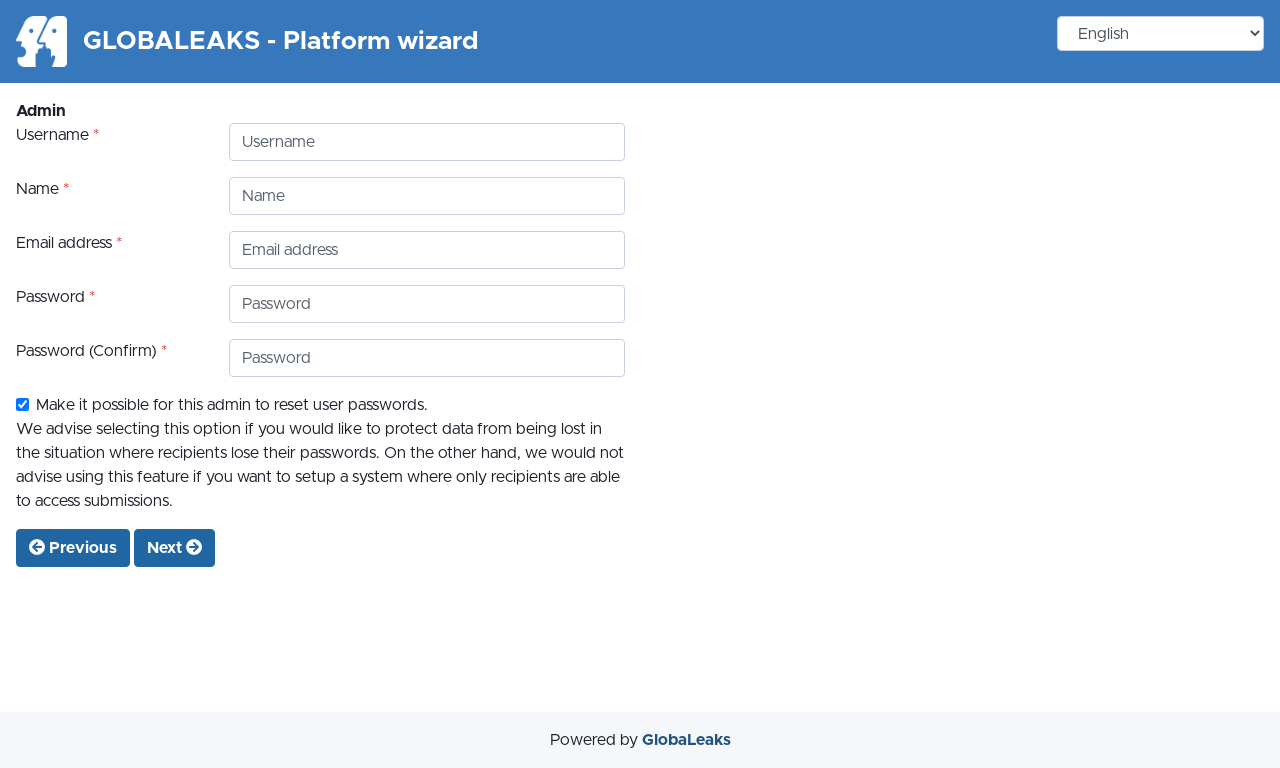 GLOBALEAKS - Platform wizard
English
Admin
Username *
Username
Name *
Name
Email address *
Email address
Password *
Password
Password (Confirm) *
Password
Make it possible for this admin to reset user passwords.
We advise selecting this option if you would like to protect data from being lost in
the situation where recipients lose their passwords. On the other hand, we would not
advise using this feature if you want to setup a system where only recipients are able
to access submissions.
Previous
Next
Powered by GlobaLeaks